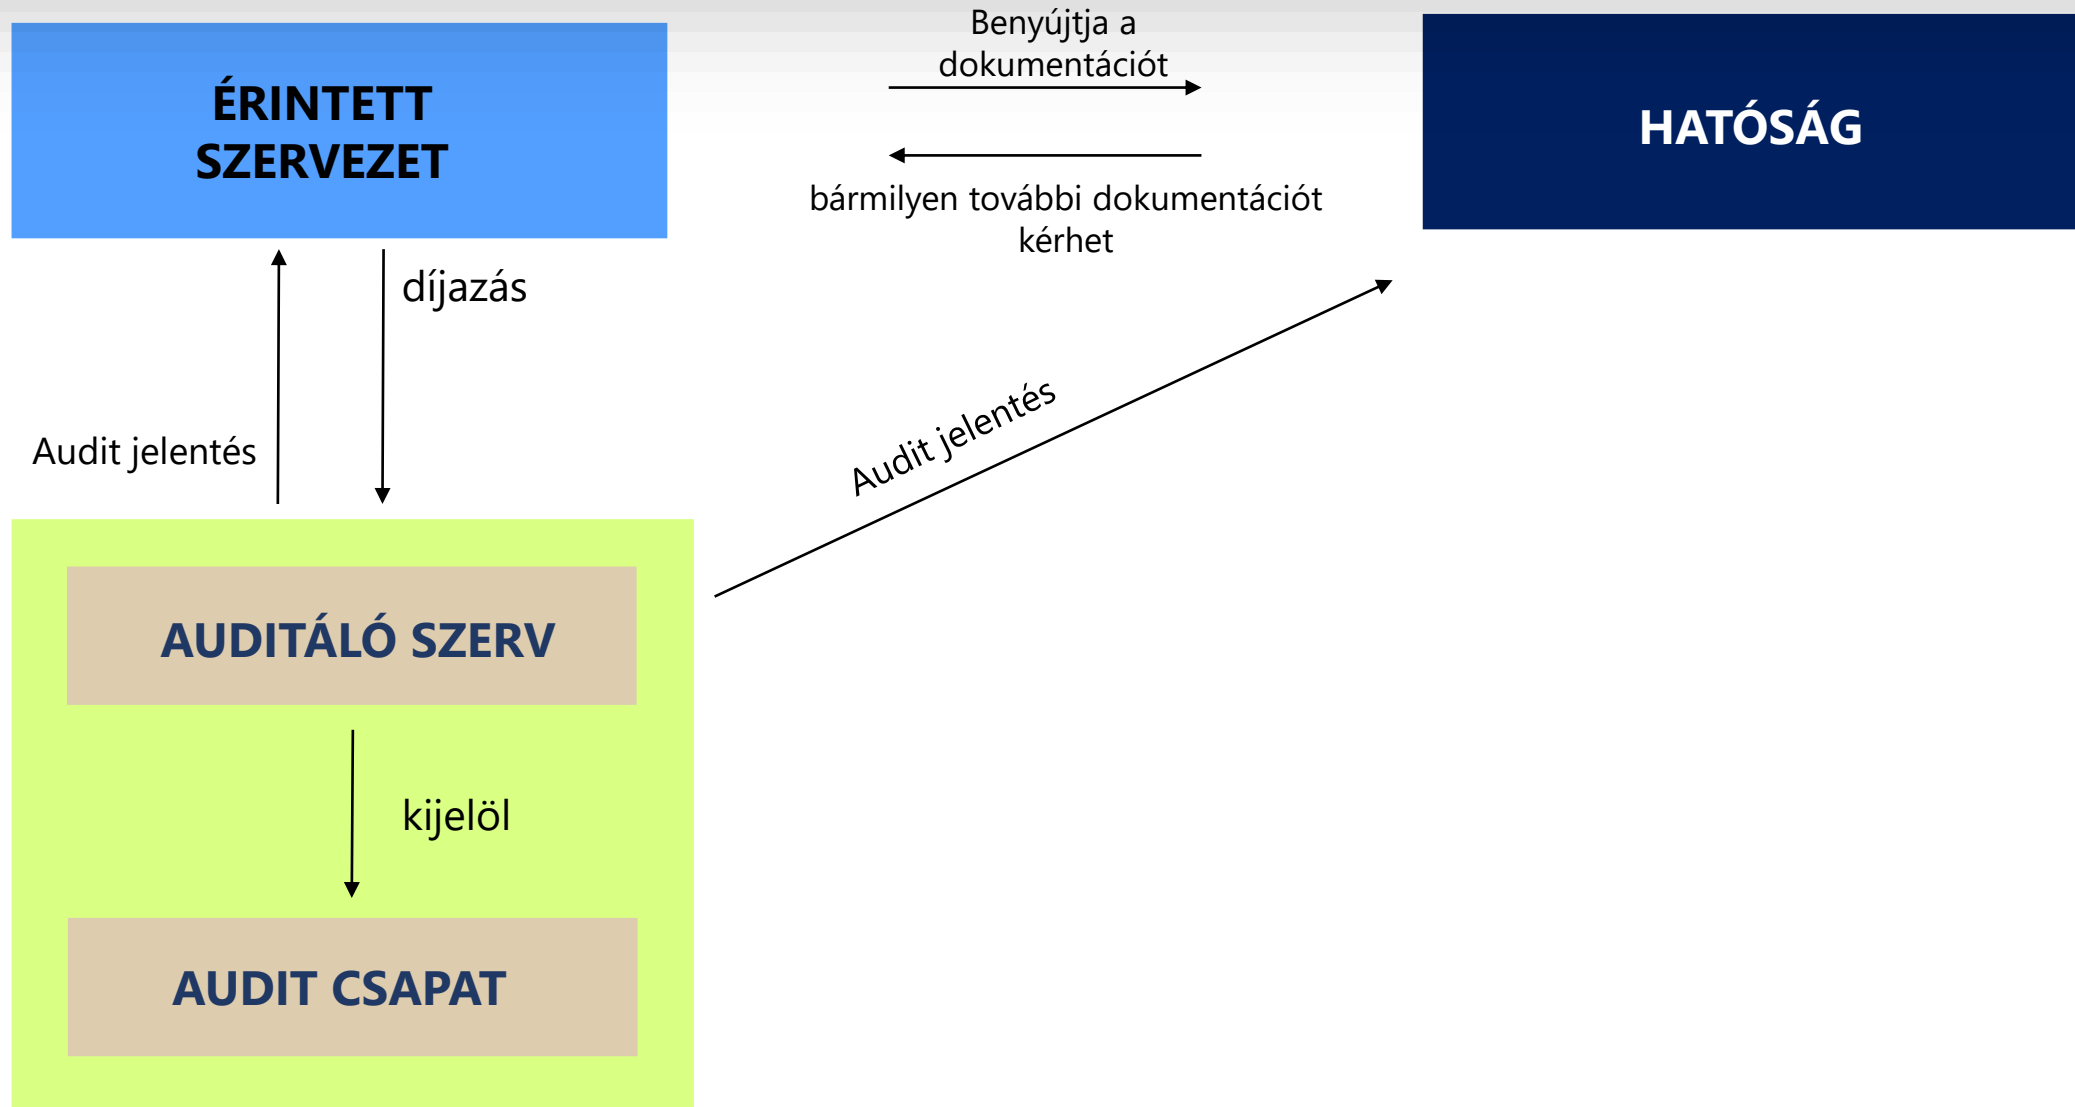 Benyújtja a
dokumentációt
ÉRINTETT
SZERVEZET
HATÓSÁG
bármilyen további dokumentációt
kérhet
díjazás
Audit jelentés
Audit jelentés
AUDITÁLÓ SZERV
kijelöl
AUDIT CSAPAT